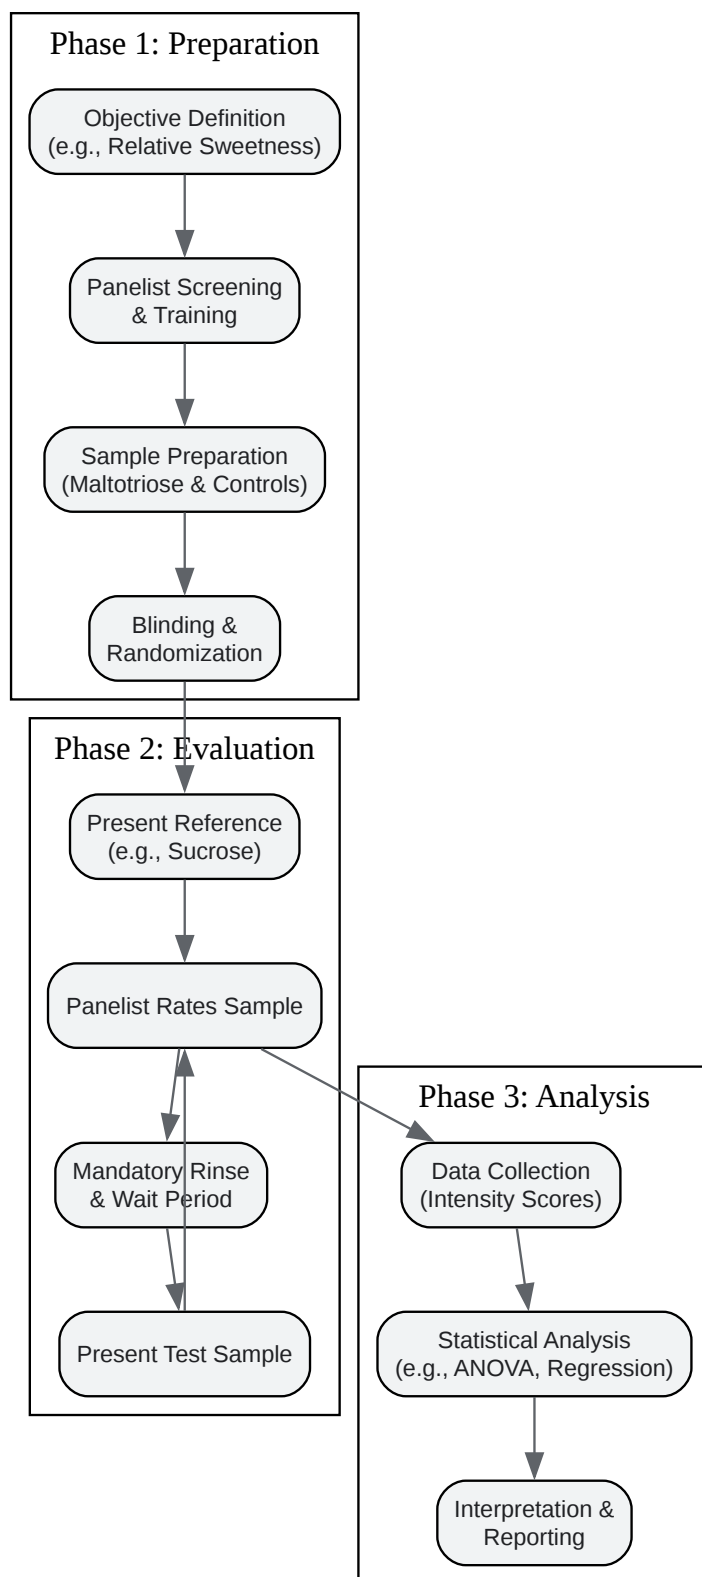 Phase 1: Preparation
Objective Definition
(e.g., Relative Sweetness)
Panelist Screening
& Training
Sample Preparation
(Maltotriose & Controls)
Blinding &
Randomization
Phase 2: Evaluation
Present Reference
(e.g., Sucrose)
Panelist Rates Sample
Mandatory Rinse
& Wait Period
Present Test Sample
Phase 3: Analysis
Data Collection
(Intensity Scores)
Statistical Analysis
(e.g., ANOVA, Regression)
Interpretation &
Reporting